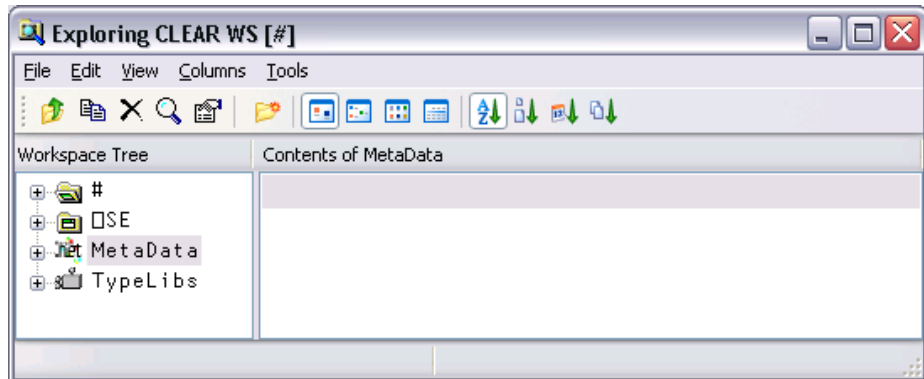 Exploring CLEAR WS [#]
File Edit View Columns Tools
Workspace Tree
Contents of MetaData
#
⎕SE
MetaData
TypeLibs